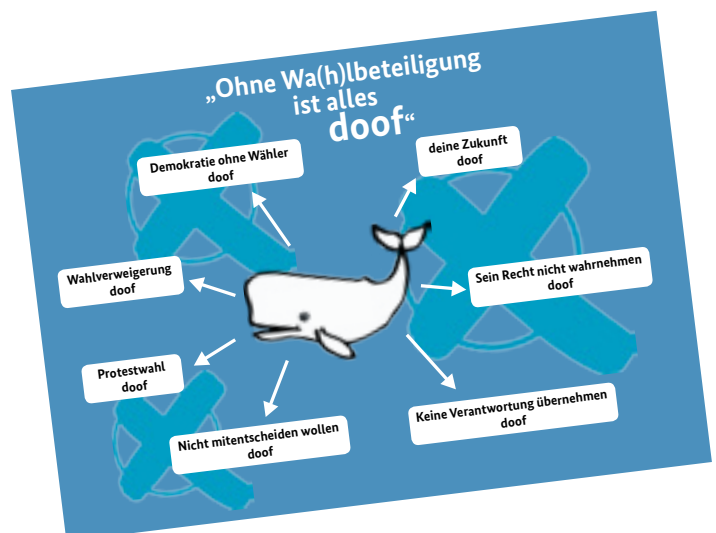 „Ohne Wa(h)lbeteiligung
ist alles
doof“
Demokratie ohne Wähler
doof
deine Zukunft
doof
Wahlverweigerung
doof
Sein Recht nicht wahrnehmen
doof
Protestwahl
doof
Nicht mitentscheiden wollen
doof
Keine Verantwortung übernehmen
doof